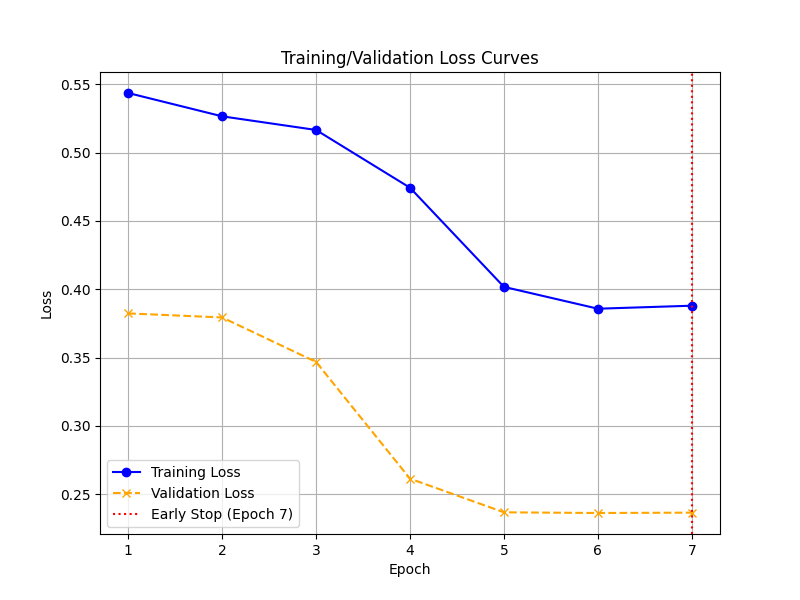 Training/Validation Loss Curves
0.55
0.50
0.45
0.40
0.35
0.30
0.25
Loss
Training Loss
Validation Loss
Early Stop (Epoch 7)
1 2 3 4 5 6 7
Epoch